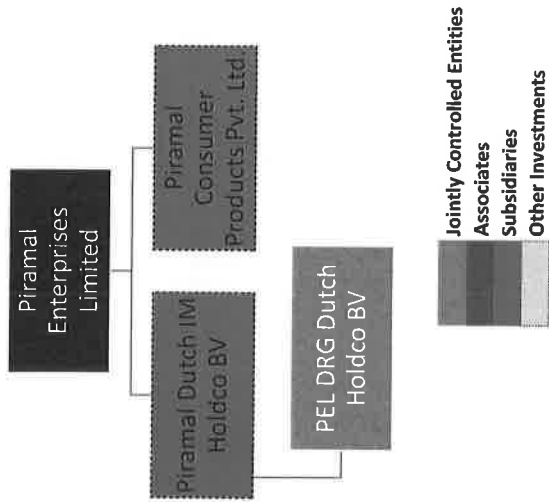 Piramal
Enterprises
Limited
Piramal Dutch IM
Holdco BV
Piramal
Consumer
Products Pvt. Ltd.
PEL DRG Dutch
Holdco BV
Jointly Controlled Entities
Associates
Subsidiaries
Other Investments